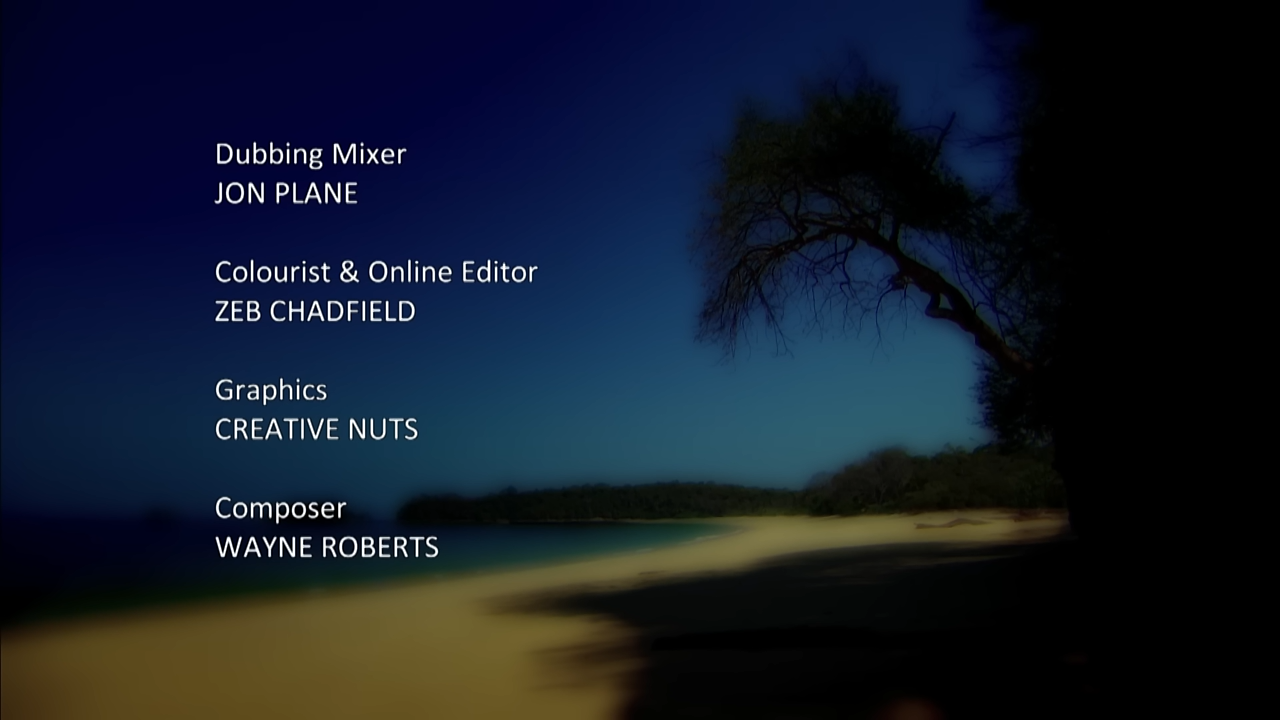 Dubbing Mixer
JON PLANE
Colourist & Online Editor
ZEB CHADFIELD
Graphics
CREATIVE NUTS
Composer
WAYNE ROBERTS